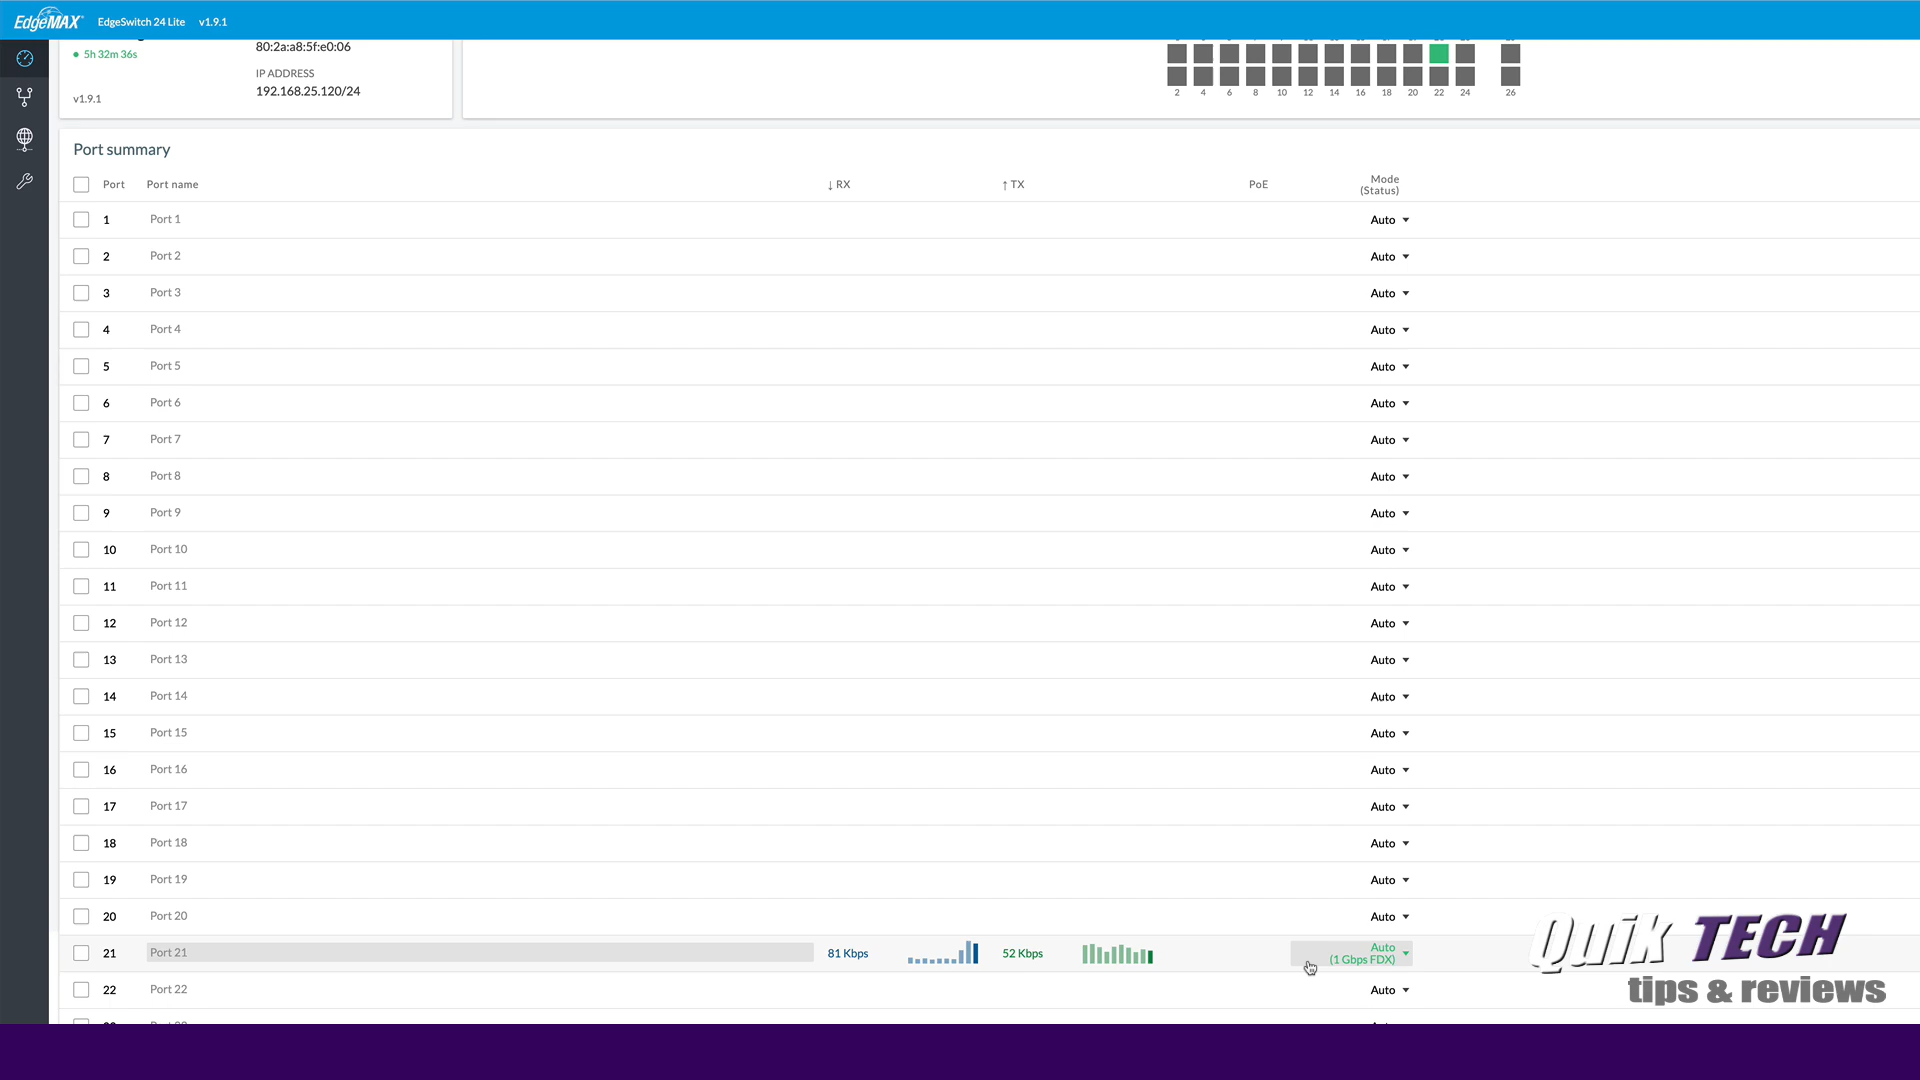 EdgeMAX EdgeSwitch 24 Lite v1.9.1
5h 32m 36s
80:2a:a8:5f:e0:06
IP ADDRESS
192.168.25.120/24
v1.9.1
2 4 6 8 10 12 14 16 18 20 22 24 26
Port summary
Port Port name ↓ RX ↑ TX PoE Mode (Status)
1 Port 1 Auto
2 Port 2 Auto
3 Port 3 Auto
4 Port 4 Auto
5 Port 5 Auto
6 Port 6 Auto
7 Port 7 Auto
8 Port 8 Auto
9 Port 9 Auto
10 Port 10 Auto
11 Port 11 Auto
12 Port 12 Auto
13 Port 13 Auto
14 Port 14 Auto
15 Port 15 Auto
16 Port 16 Auto
17 Port 17 Auto
18 Port 18 Auto
19 Port 19 Auto
20 Port 20 Auto
21 Port 21 81 Kbps 52 Kbps Auto (1 Gbps FDX)
22 Port 22 Auto
Quik TECH
tips & reviews